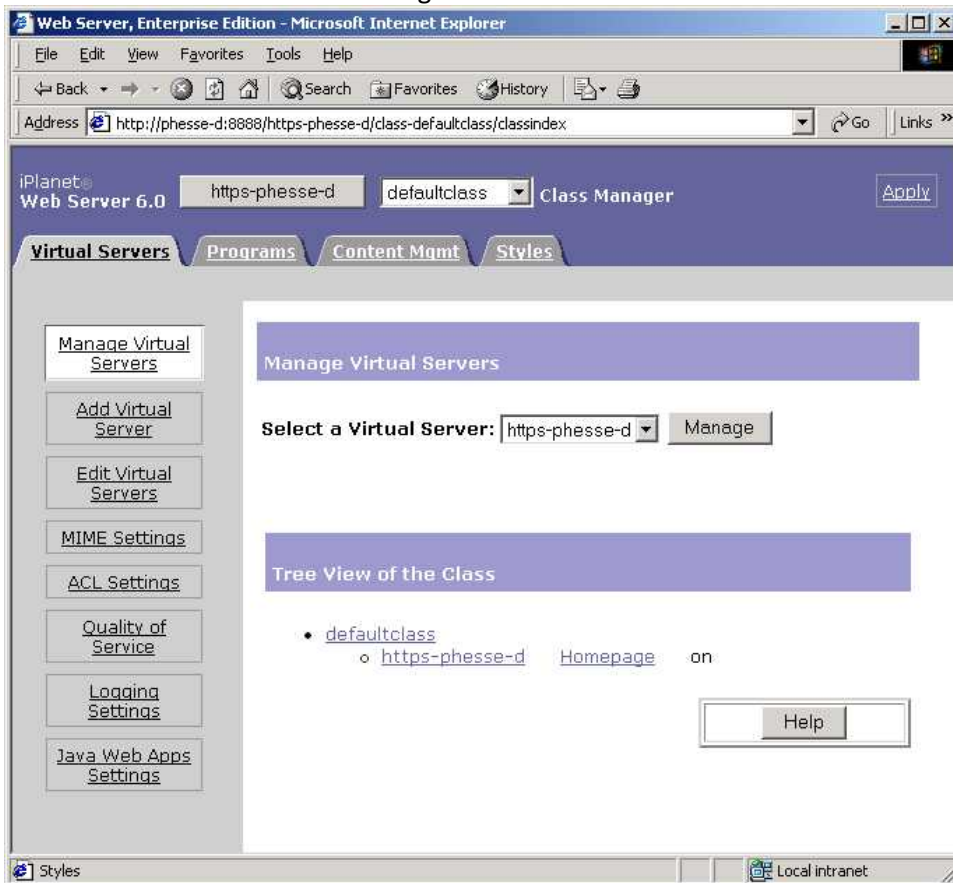 Web Server, Enterprise Edition - Microsoft Internet Explorer
File Edit View Favorites Tools Help
Back Search Favorites History
Address http://phesse-d:8888/https-phesse-d/class-defaultclass/classindex Go Links »
iPlanet®
Web Server 6.0 https-phesse-d defaultclass Class Manager Apply
Virtual Servers Programs Content Mgmt Styles
Manage Virtual
Servers
Manage Virtual Servers
Add Virtual
Server
Select a Virtual Server: https-phesse-d Manage
Edit Virtual
Servers
MIME Settings
ACL Settings
Tree View of the Class
Quality of
Service
• defaultclass
o https-phesse-d Homepage on
Logging
Settings
Help
Java Web Apps
Settings
Styles Local intranet